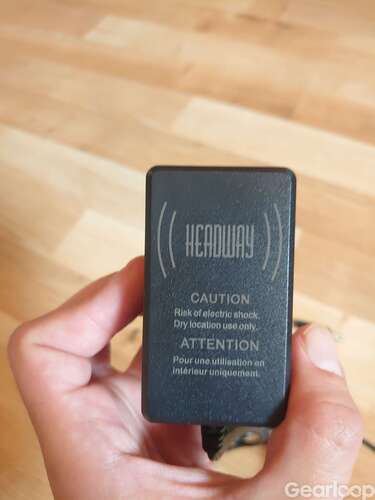 HEADWAY
CAUTION
Risk of electric shock.
Dry location use only.
ATTENTION
Pour une utilisation en
intérieur uniquement.
Gearloop